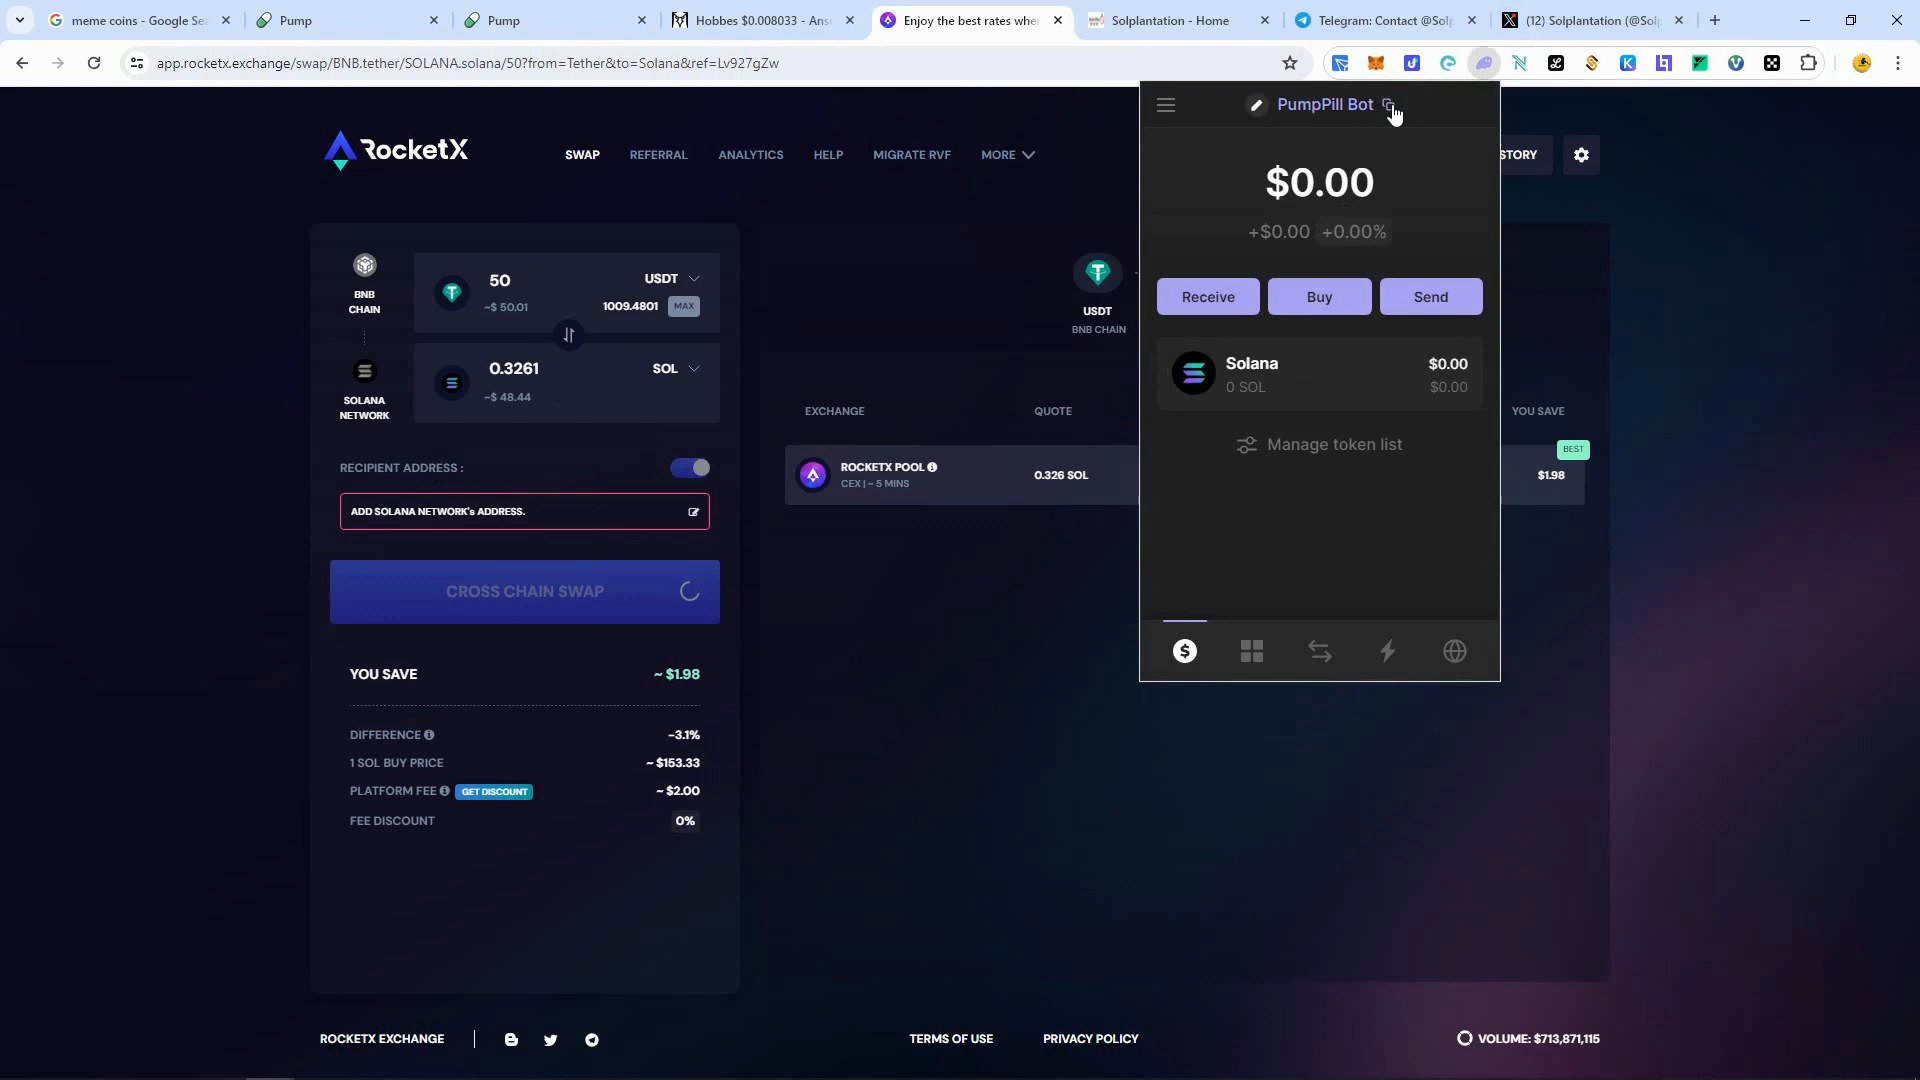 meme coins - Google Se
Pump
Pump
Hobbes $0.008033 - Ans
Enjoy the best rates whe
Solplantation - Home
Telegram: Contact @Solp
(12) Solplantation (@Sol
app.rocketx.exchange/swap/BNB.tether/SOLANA.solana/50?from=Tether&to=Solana&ref=Lv927gZw
RocketX
SWAP
REFERRAL
ANALYTICS
HELP
MIGRATE RVF
MORE
STORY
PumpPill Bot
$0.00
+$0.00 +0.00%
Receive
Buy
Send
Solana
$0.00
0 SOL
$0.00
Manage token list
BNB
CHAIN
50
USDT
~$ 50.01
1009.4801
MAX
0.3261
SOL
~$ 48.44
SOLANA
NETWORK
USDT
BNB CHAIN
EXCHANGE
QUOTE
YOU SAVE
BEST
ROCKETX POOL
CEX | ~ 5 MINS
0.326 SOL
$1.98
RECIPIENT ADDRESS :
ADD SOLANA NETWORK's ADDRESS.
CROSS CHAIN SWAP
YOU SAVE
~ $1.98
DIFFERENCE
-3.1%
1 SOL BUY PRICE
~ $153.33
PLATFORM FEE
GET DISCOUNT
~ $2.00
FEE DISCOUNT
0%
ROCKETX EXCHANGE
TERMS OF USE
PRIVACY POLICY
VOLUME: $713,871,115